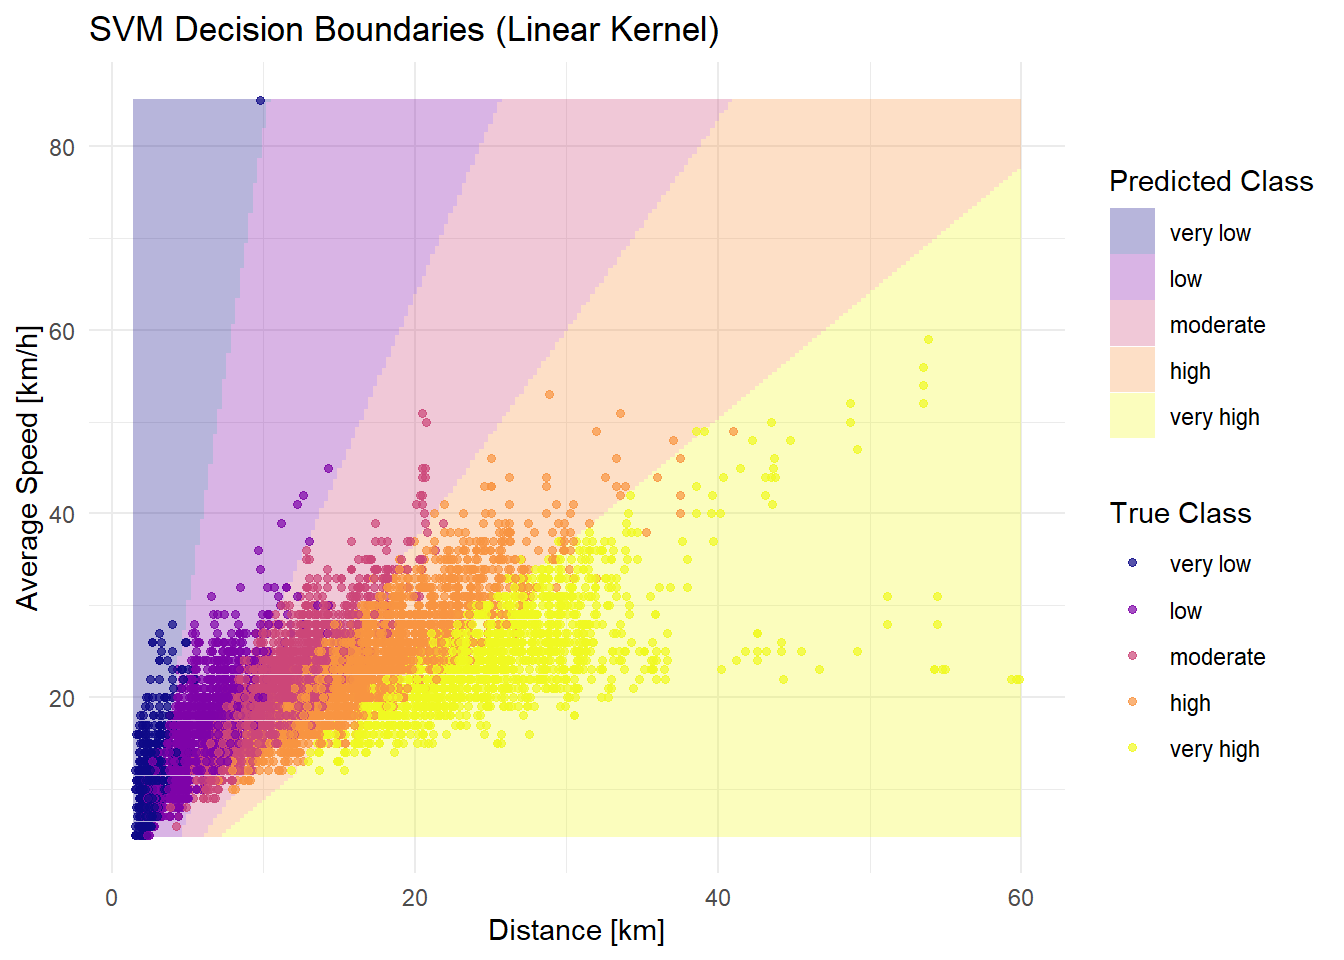 SVM Decision Boundaries (Linear Kernel)
Average Speed [km/h]
80
60
40
20
0
20
40
60
Distance [km]
Predicted Class
very low
low
moderate
high
very high
True Class
very low
low
moderate
high
very high